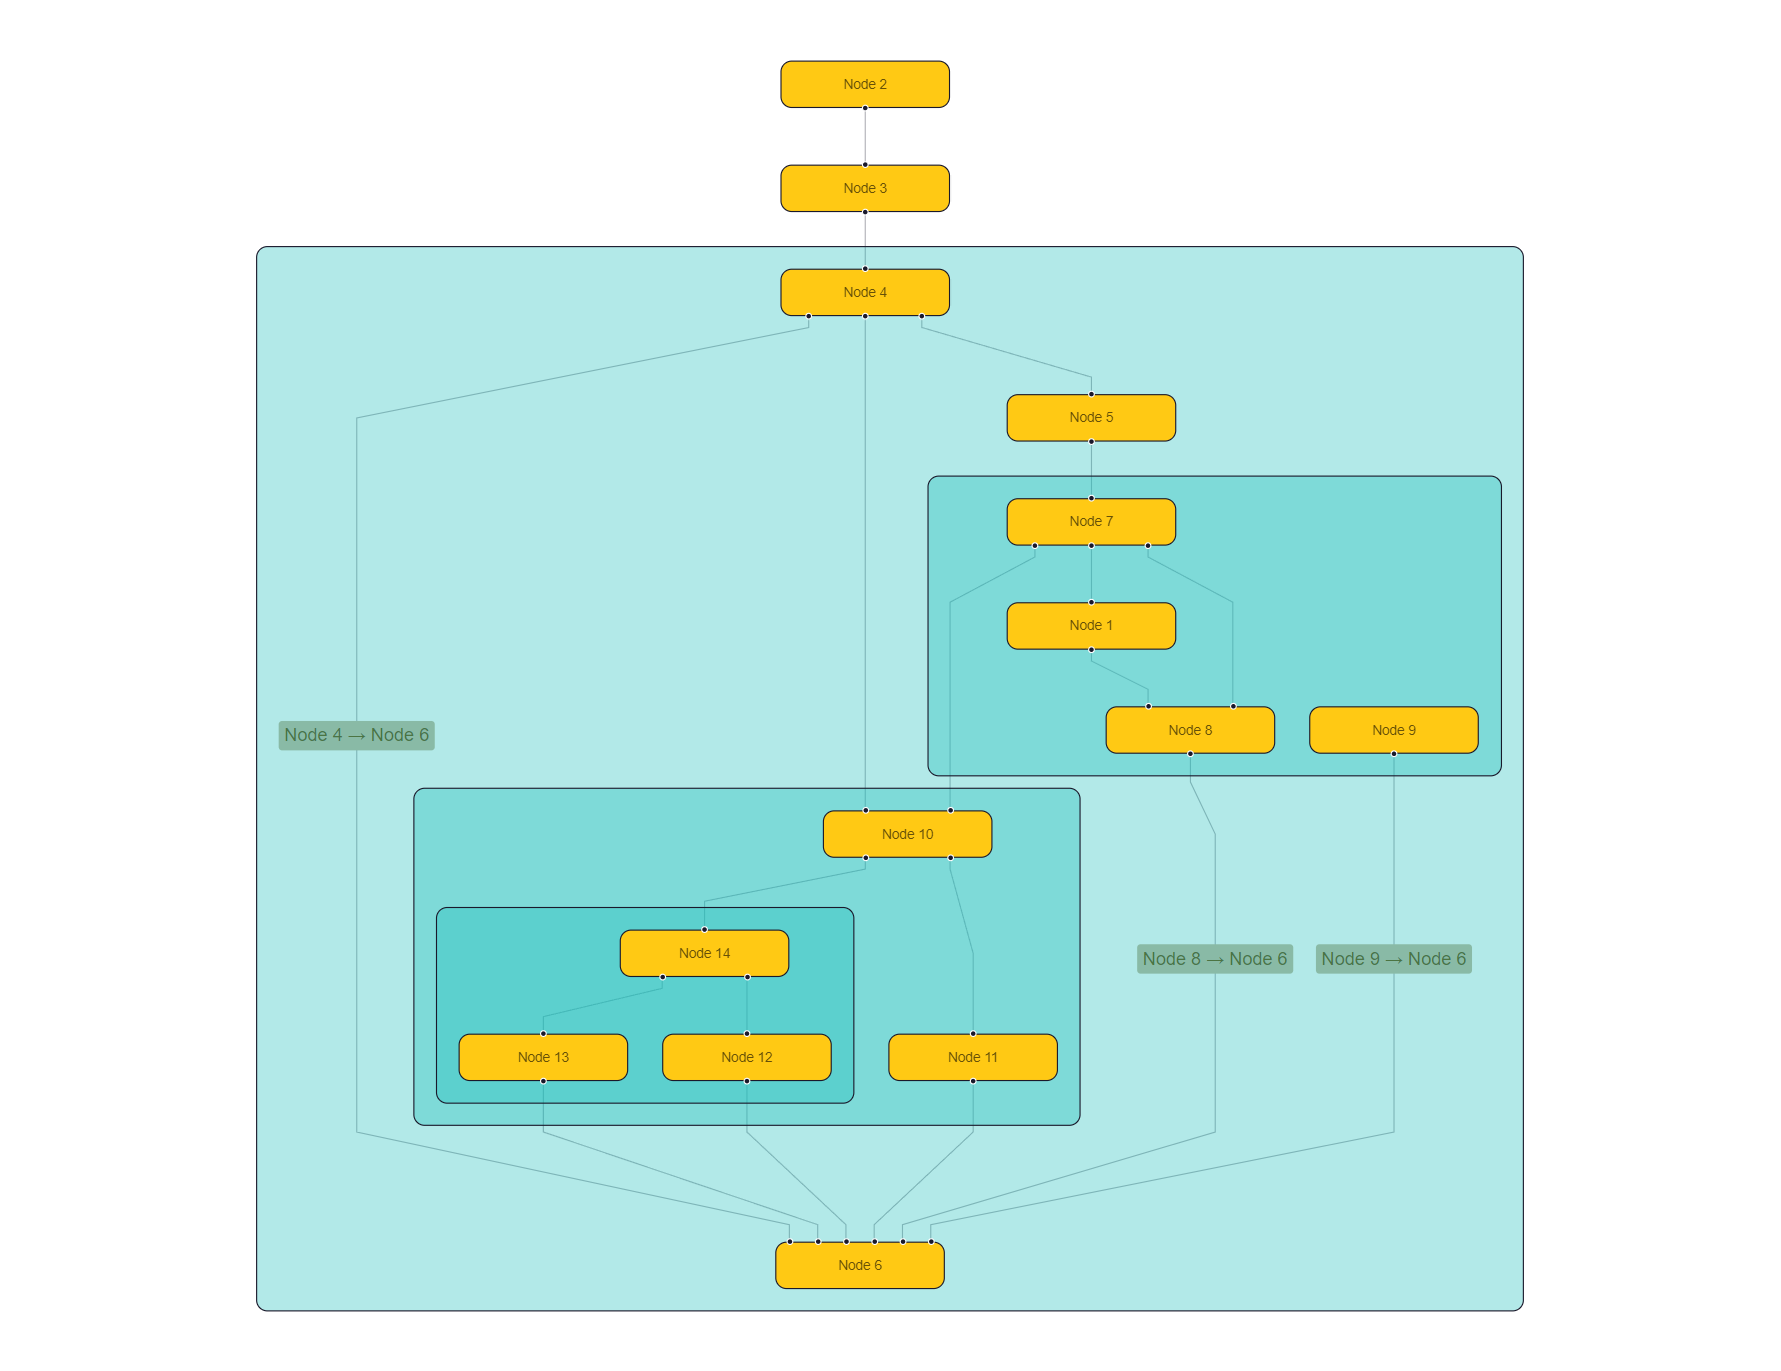 Node 2
Node 3
Node 4
Node 5
Node 7
Node 1
Node 8
Node 9
Node 4 → Node 6
Node 10
Node 14
Node 8 → Node 6
Node 9 → Node 6
Node 13
Node 12
Node 11
Node 6